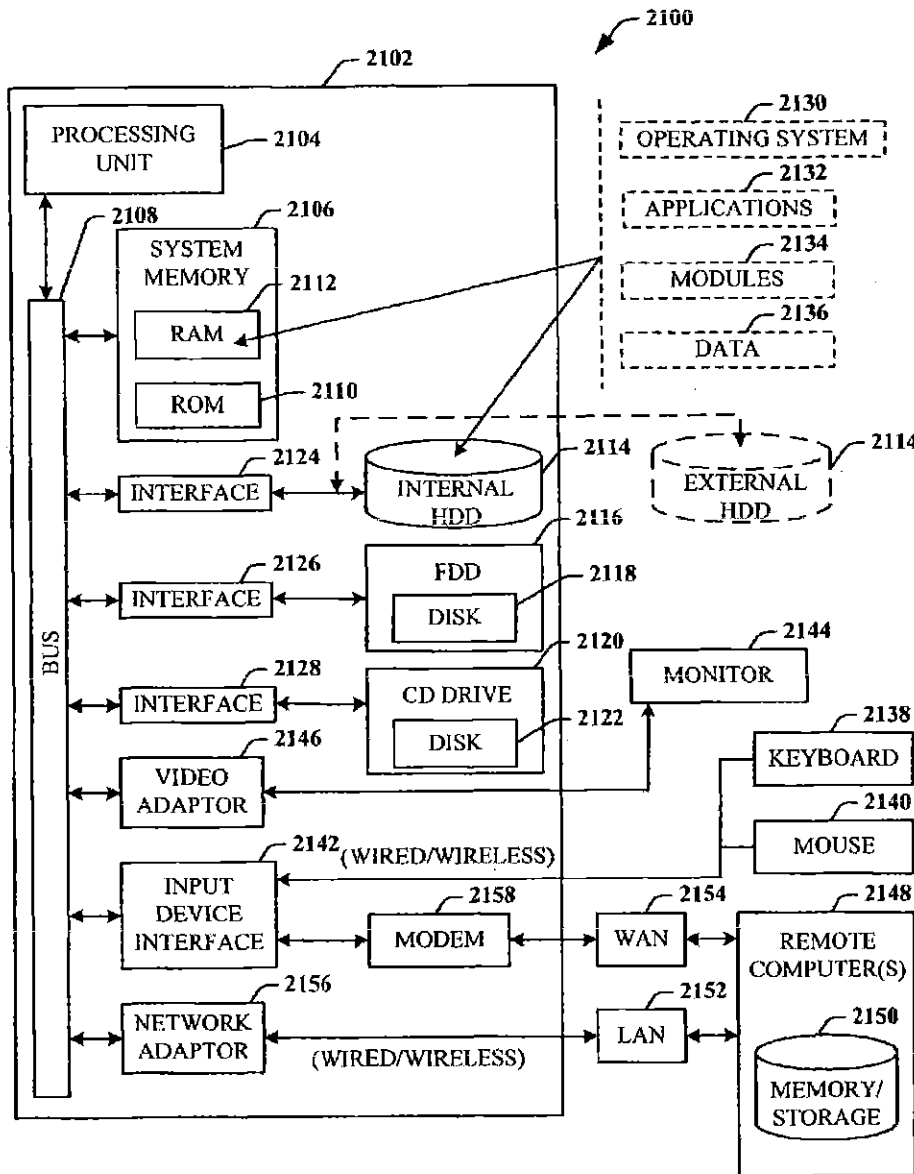 2100
2102
PROCESSING
UNIT
2104
2108
2106
SYSTEM
MEMORY
2112
RAM
2110
ROM
2130
OPERATING SYSTEM
2132
APPLICATIONS
2134
MODULES
2136
DATA
2124
INTERFACE
2114
INTERNAL
HDD
2114
EXTERNAL
HDD
2126
INTERFACE
2116
FDD
2118
DISK
BUS
2128
INTERFACE
2120
CD DRIVE
2122
DISK
2144
MONITOR
2146
VIDEO
ADAPTOR
2138
KEYBOARD
2140
MOUSE
2142
(WIRED/WIRELESS)
INPUT
DEVICE
INTERFACE
2158
MODEM
2154
WAN
2148
REMOTE
COMPUTER(S)
2156
NETWORK
ADAPTOR
(WIRED/WIRELESS)
2152
LAN
2150
MEMORY/
STORAGE